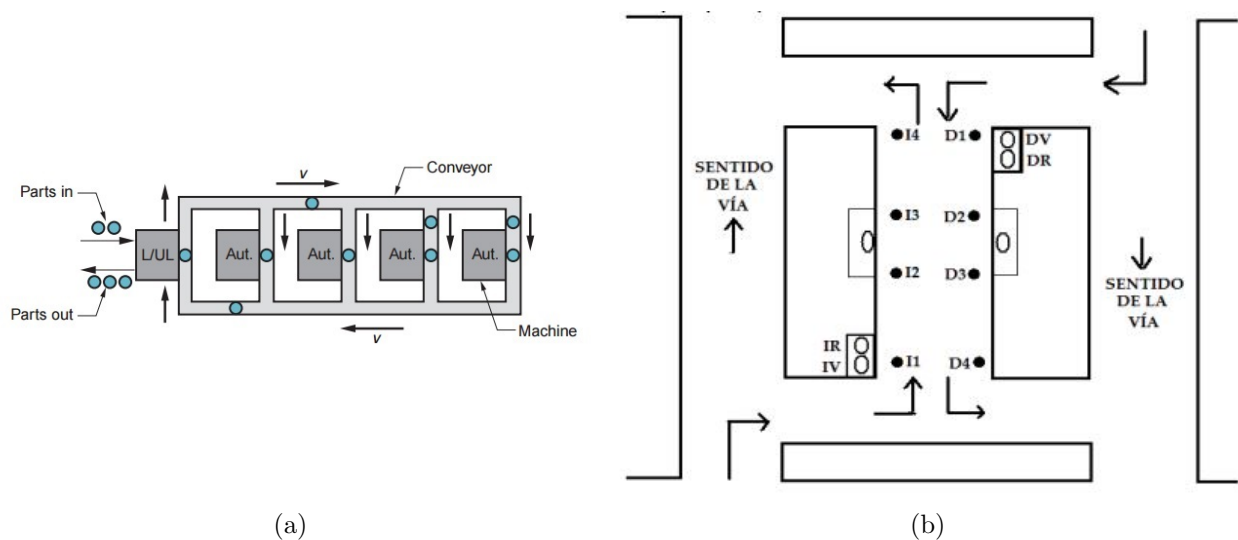 Parts in
Parts out
L/UL
v
Conveyor
Aut.
Aut.
Aut.
Aut.
v
Machine
(a)
SENTIDO
DE LA
VÍA
I4
D1
DV
DR
I3
D2
I2
D3
IR
IV
I1
D4
SENTIDO
DE LA
VÍA
(b)